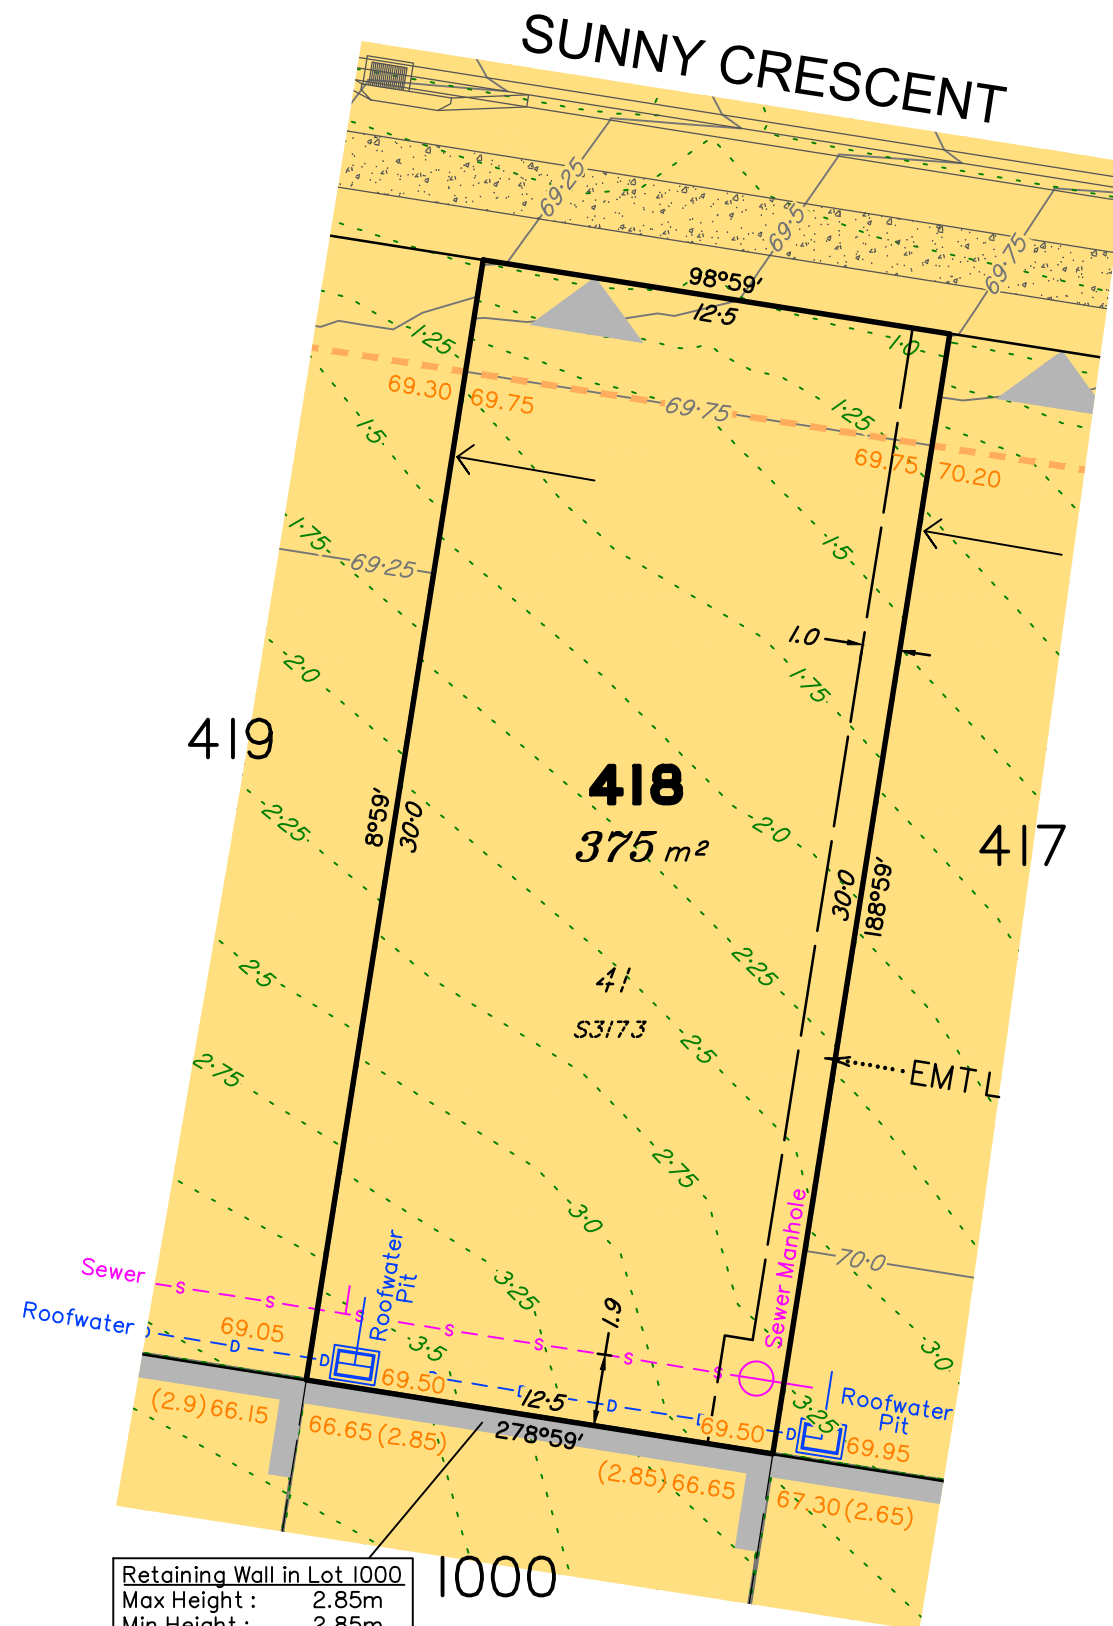 SUNNY CRESCENT
69·25
69·5
69·75
98°59'
12·5
1·0
1·25
69.30
69.75
69·75
1·25
69.75
70.20
1·5
1·5
1·75
69·25
1.0
2·0
1·75
419
418
375 m²
8°59'
30·0
2·25
2·0
417
30·0
188°59'
2·5
2·25
41
S3173
2·5
EMT L
2·75
2·75
3·0
Sewer Manhole
70·0
Sewer
S
S
S
S
S
S
S
Roofwater
Pit
3·25
1.9
Roofwater
D
D
D
D
69.05
3·5
69.50
3·0
12·5
278°59'
69.50
3·25
Roofwater
Pit
69.95
(2.9) 66.15
66.65 (2.85)
(2.85) 66.65
67.30 (2.65)
1000
Retaining Wall in Lot 1000
Max Height : 2.85m
Min Height : 2.85m